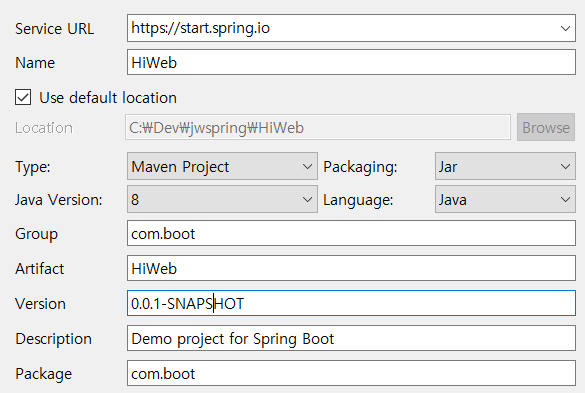 Service URL https://start.spring.io
Name HiWeb
Use default location
Location C:₩Dev₩jwspring₩HiWeb Browse
Type: Maven Project Packaging: Jar
Java Version: 8 Language: Java
Group com.boot
Artifact HiWeb
Version 0.0.1-SNAPSHOT
Description Demo project for Spring Boot
Package com.boot